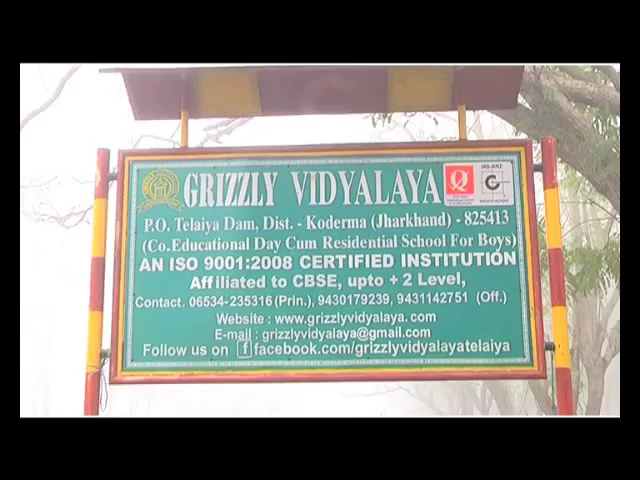 GRIZZLY VIDYALAYA
P.O. Telaiya Dam, Dist. - Koderma (Jharkhand) - 825413
(Co.Educational Day Cum Residential School For Boys)
AN ISO 9001:2008 CERTIFIED INSTITUTION
Affiliated to CBSE, upto + 2 Level,
Contact. 06534-235316 (Prin.), 9430179239, 9431142751 (Off.)
Website : www.grizzlyvidyalaya.com
E-mail : grizzlyvidyalaya@gmail.com
Follow us on f facebook.com/grizzlyvidyalayatelaiya
JAS-ANZ
Q